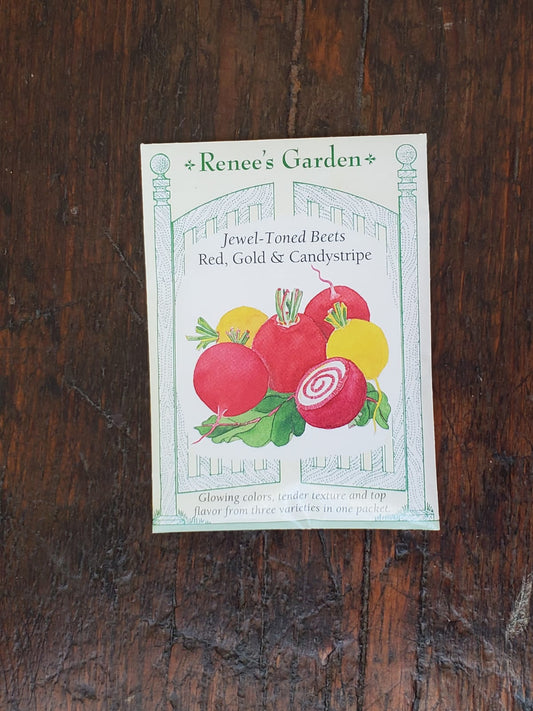 Renee's Garden
Jewel-Toned Beets
Red, Gold & Candystripe
Glowing colors, tender texture and top
flavor from three varieties in one packet.